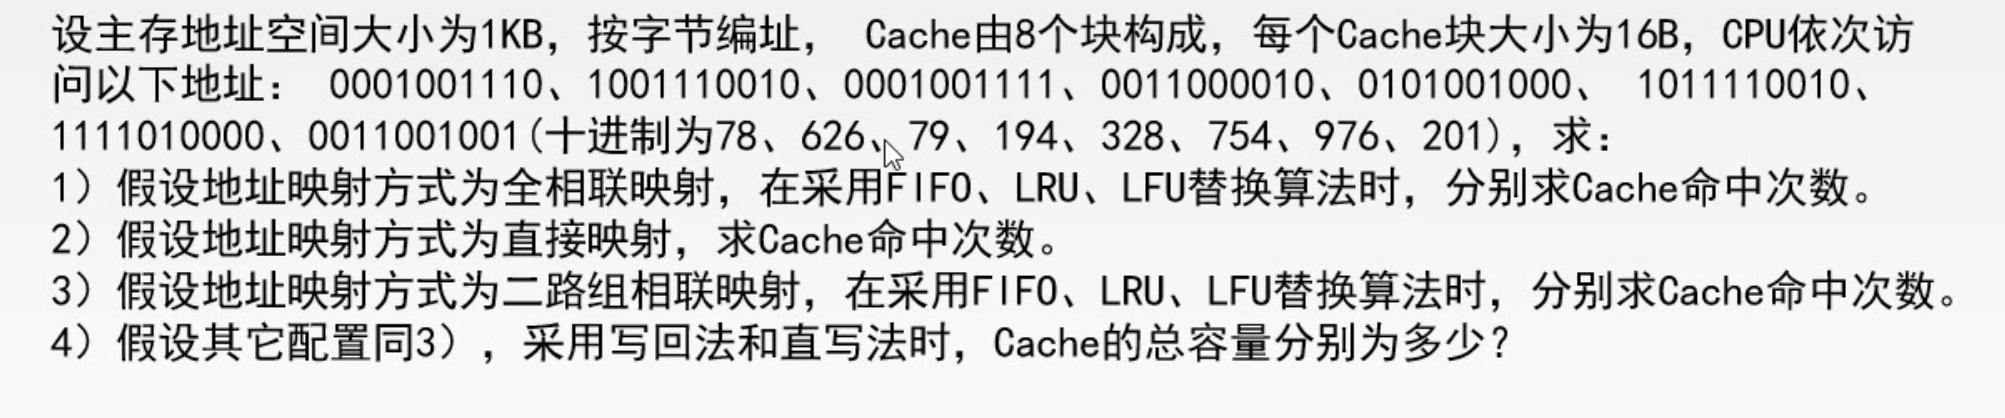 设主存地址空间大小为1KB，按字节编址， Cache由8个块构成，每个Cache块大小为16B，CPU依次访
问以下地址： 0001001110、1001110010、0001001111、0011000010、0101001000、 1011110010、
1111010000、0011001001(十进制为78、626、79、194、328、754、976、201)，求：
1）假设地址映射方式为全相联映射，在采用FIFO、LRU、LFU替换算法时，分别求Cache命中次数。
2）假设地址映射方式为直接映射，求Cache命中次数。
3）假设地址映射方式为二路组相联映射，在采用FIFO、LRU、LFU替换算法时，分别求Cache命中次数。
4）假设其它配置同3），采用写回法和直写法时，Cache的总容量分别为多少？